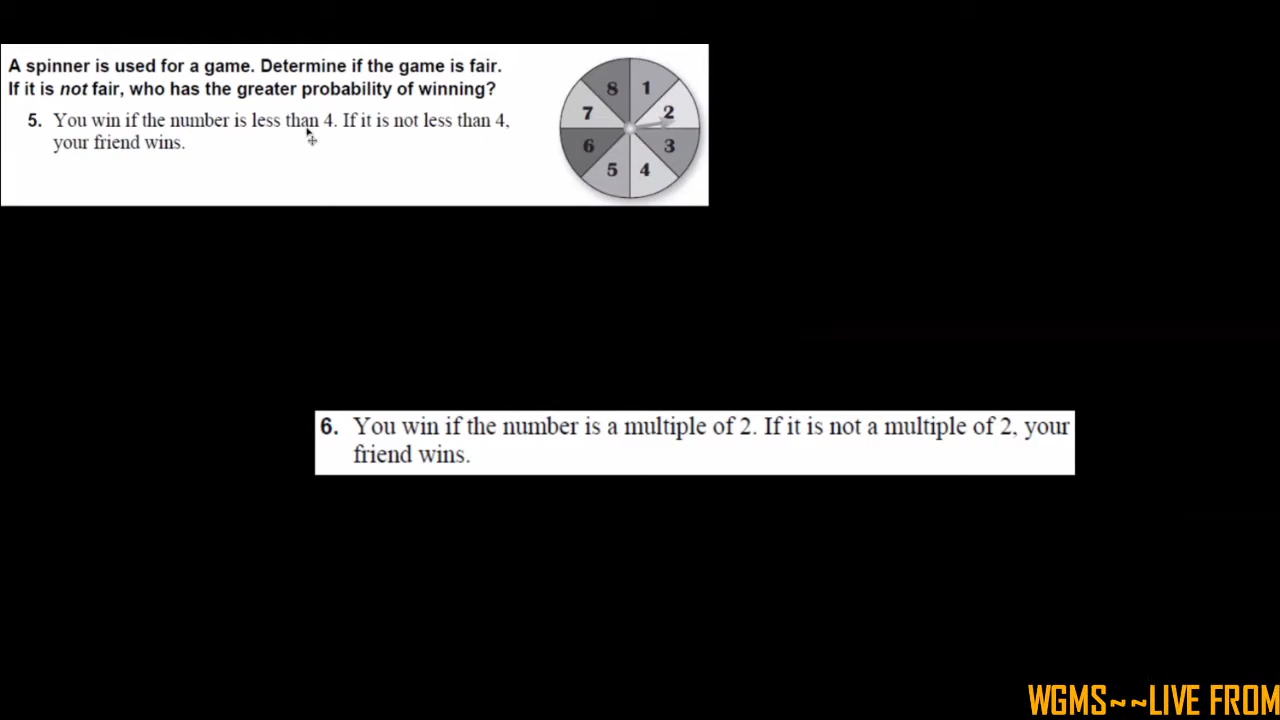 A spinner is used for a game. Determine if the game is fair.
If it is not fair, who has the greater probability of winning?
5. You win if the number is less than 4. If it is not less than 4,
your friend wins.
8 1
7 2
6 3
5 4
6. You win if the number is a multiple of 2. If it is not a multiple of 2, your
friend wins.
WGMS~~LIVE FROM